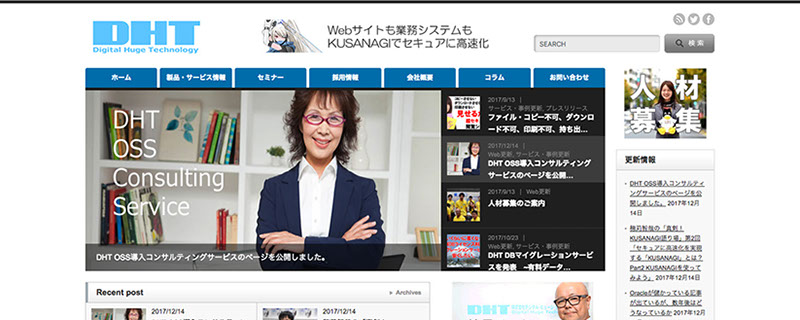 DHT
Digital Huge Technology
Webサイトも業務システムも
KUSANAGIでセキュアに高速化
SEARCH
検索
ホーム
製品・サービス情報
セミナー
採用情報
会社概要
コラム
お問い合わせ
DHT
OSS
Consulting
Service
DHT OSS導入コンサルティングサービスのページを公開しました。
2017/9/13 |
サービス・事例更新, プレスリリース
ファイル・コピー不可、ダウンロ
ード不可、印刷不可、持ち出...
2017/12/14 |
Web更新, サービス・事例更新
DHT OSS導入コンサルティング
サービスのページを公開...
2017/9/13 | Web更新
人材募集のご案内
2017/10/23 |
Web更新, サービス・事例更新
DHT DBマイグレーションサービ
スを発表 ~有料データ...
人材
募集
更新情報
DHT OSS導入コンサルティ
ングサービスのページを公開
しました。 2017年12月
14日
「真剣！
KUSANAGI語り場」第2回
「セキュアに高速化を実現
する「KUSANAGI」とは？
Part2 KUSANAGIを使って
みよう」 2017年12月14日
Oracleが儲かっている記事
が出ているが、数年後はど
うなっているか 2017年12
Recent post
Archives
2017/12/14
2017/12/14
DHT